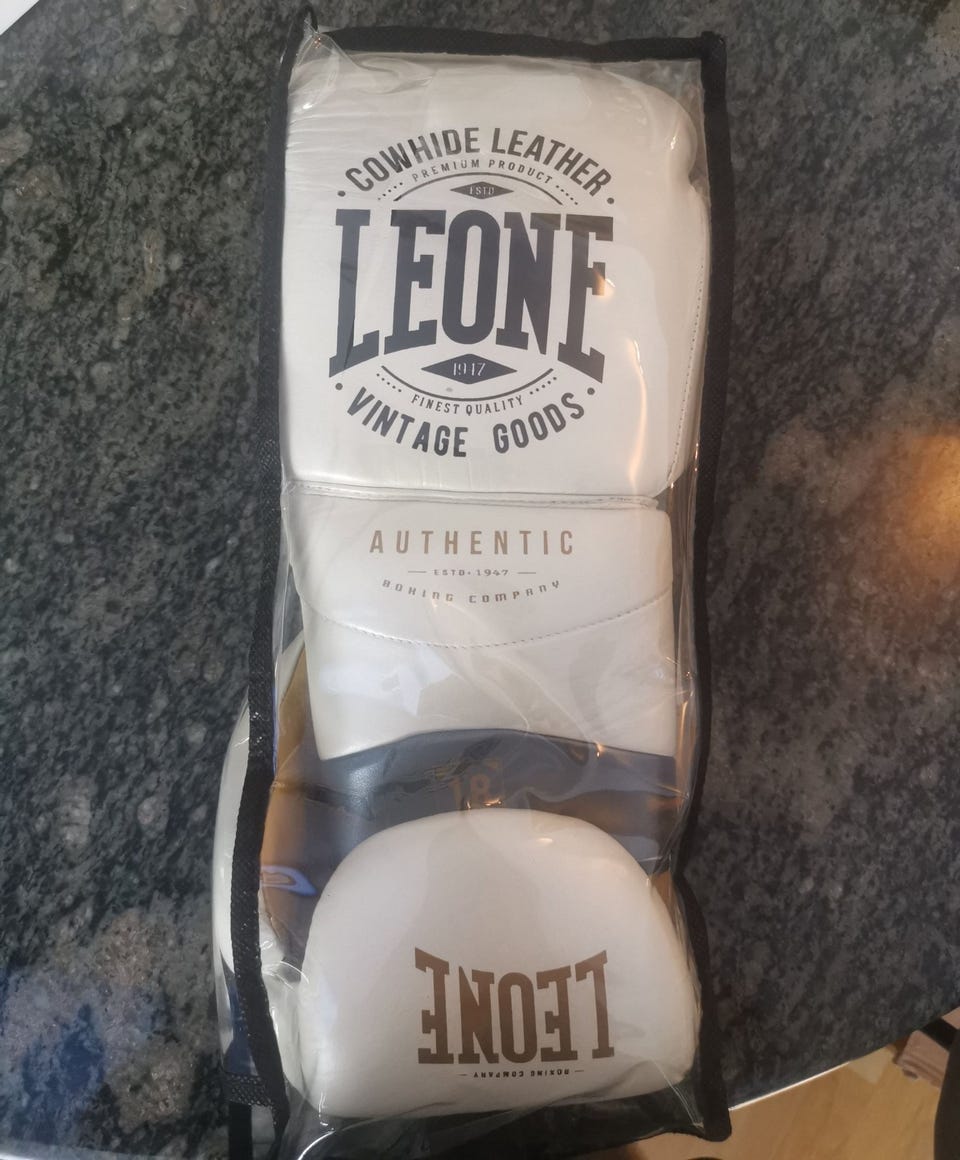 COWHIDE LEATHER
PREMIUM PRODUCT
ESTD
LEONE
1947
FINEST QUALITY
VINTAGE GOODS
AUTHENTIC
ESTD• 1947
BOXING COMPANY
LEONE
BOXING COMPANY